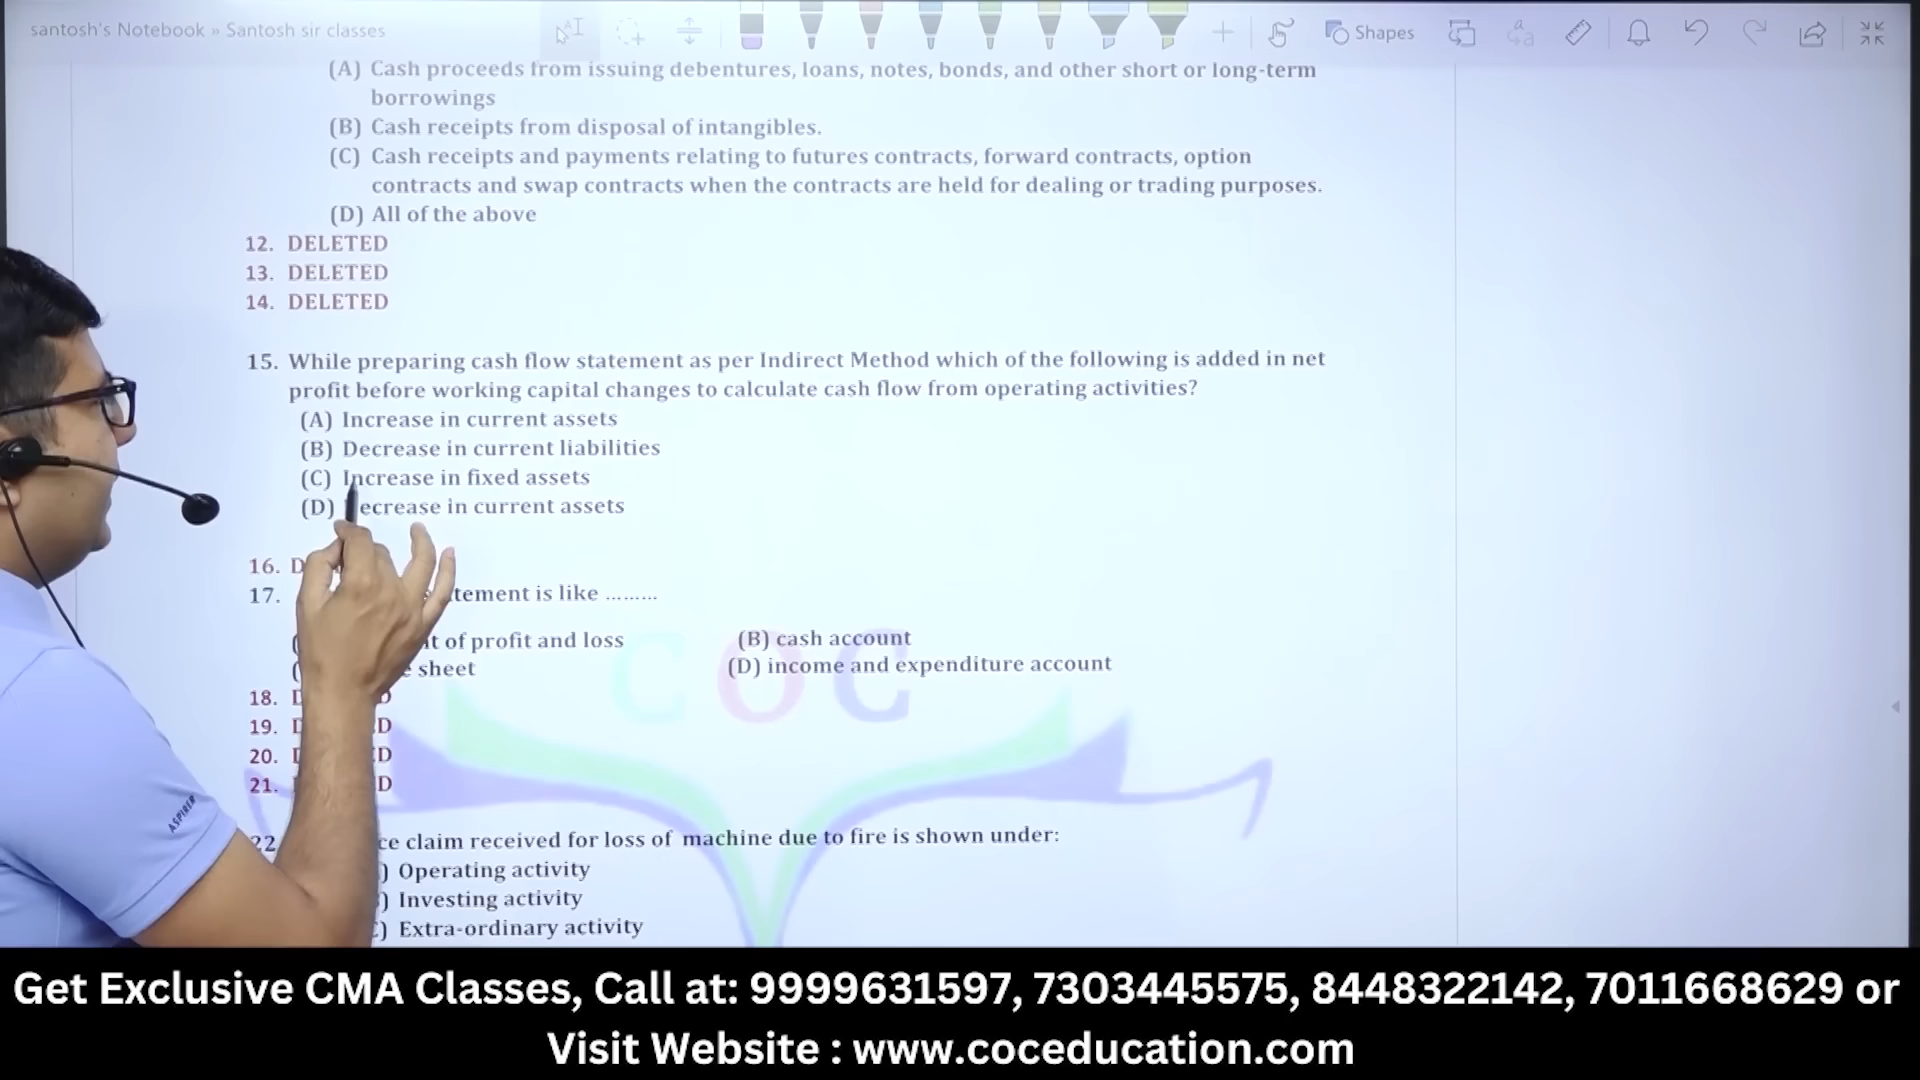 santosh's Notebook » Santosh sir classes
Shapes
(A) Cash proceeds from issuing debentures, loans, notes, bonds, and other short or long-term
borrowings
(B) Cash receipts from disposal of intangibles.
(C) Cash receipts and payments relating to futures contracts, forward contracts, option
contracts and swap contracts when the contracts are held for dealing or trading purposes.
(D) All of the above
12. DELETED
13. DELETED
14. DELETED
15. While preparing cash flow statement as per Indirect Method which of the following is added in net
profit before working capital changes to calculate cash flow from operating activities?
(A) Increase in current assets
(B) Decrease in current liabilities
(C) Increase in fixed assets
(D) Decrease in current assets
16. D
17. tement is like .........
t of profit and loss (B) cash account
sheet (D) income and expenditure account
18. D D
19. D ED
20. D ED
21. D
COC
22 ce claim received for loss of machine due to fire is shown under:
) Operating activity
) Investing activity
) Extra-ordinary activity
ASPIRER
Get Exclusive CMA Classes, Call at: 9999631597, 7303445575, 8448322142, 7011668629 or
Visit Website : www.coceducation.com